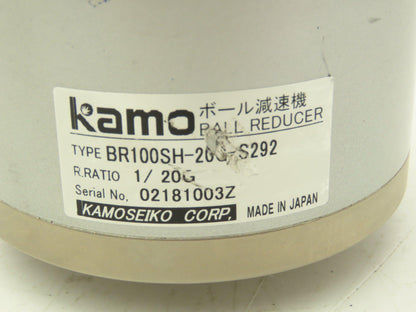 Kamo ボール減速機
BALL REDUCER
TYPE BR100SH-20G-S292
R.RATIO 1/20G
Serial No. 02181003Z
KAMOSEIKO CORP. MADE IN JAPAN